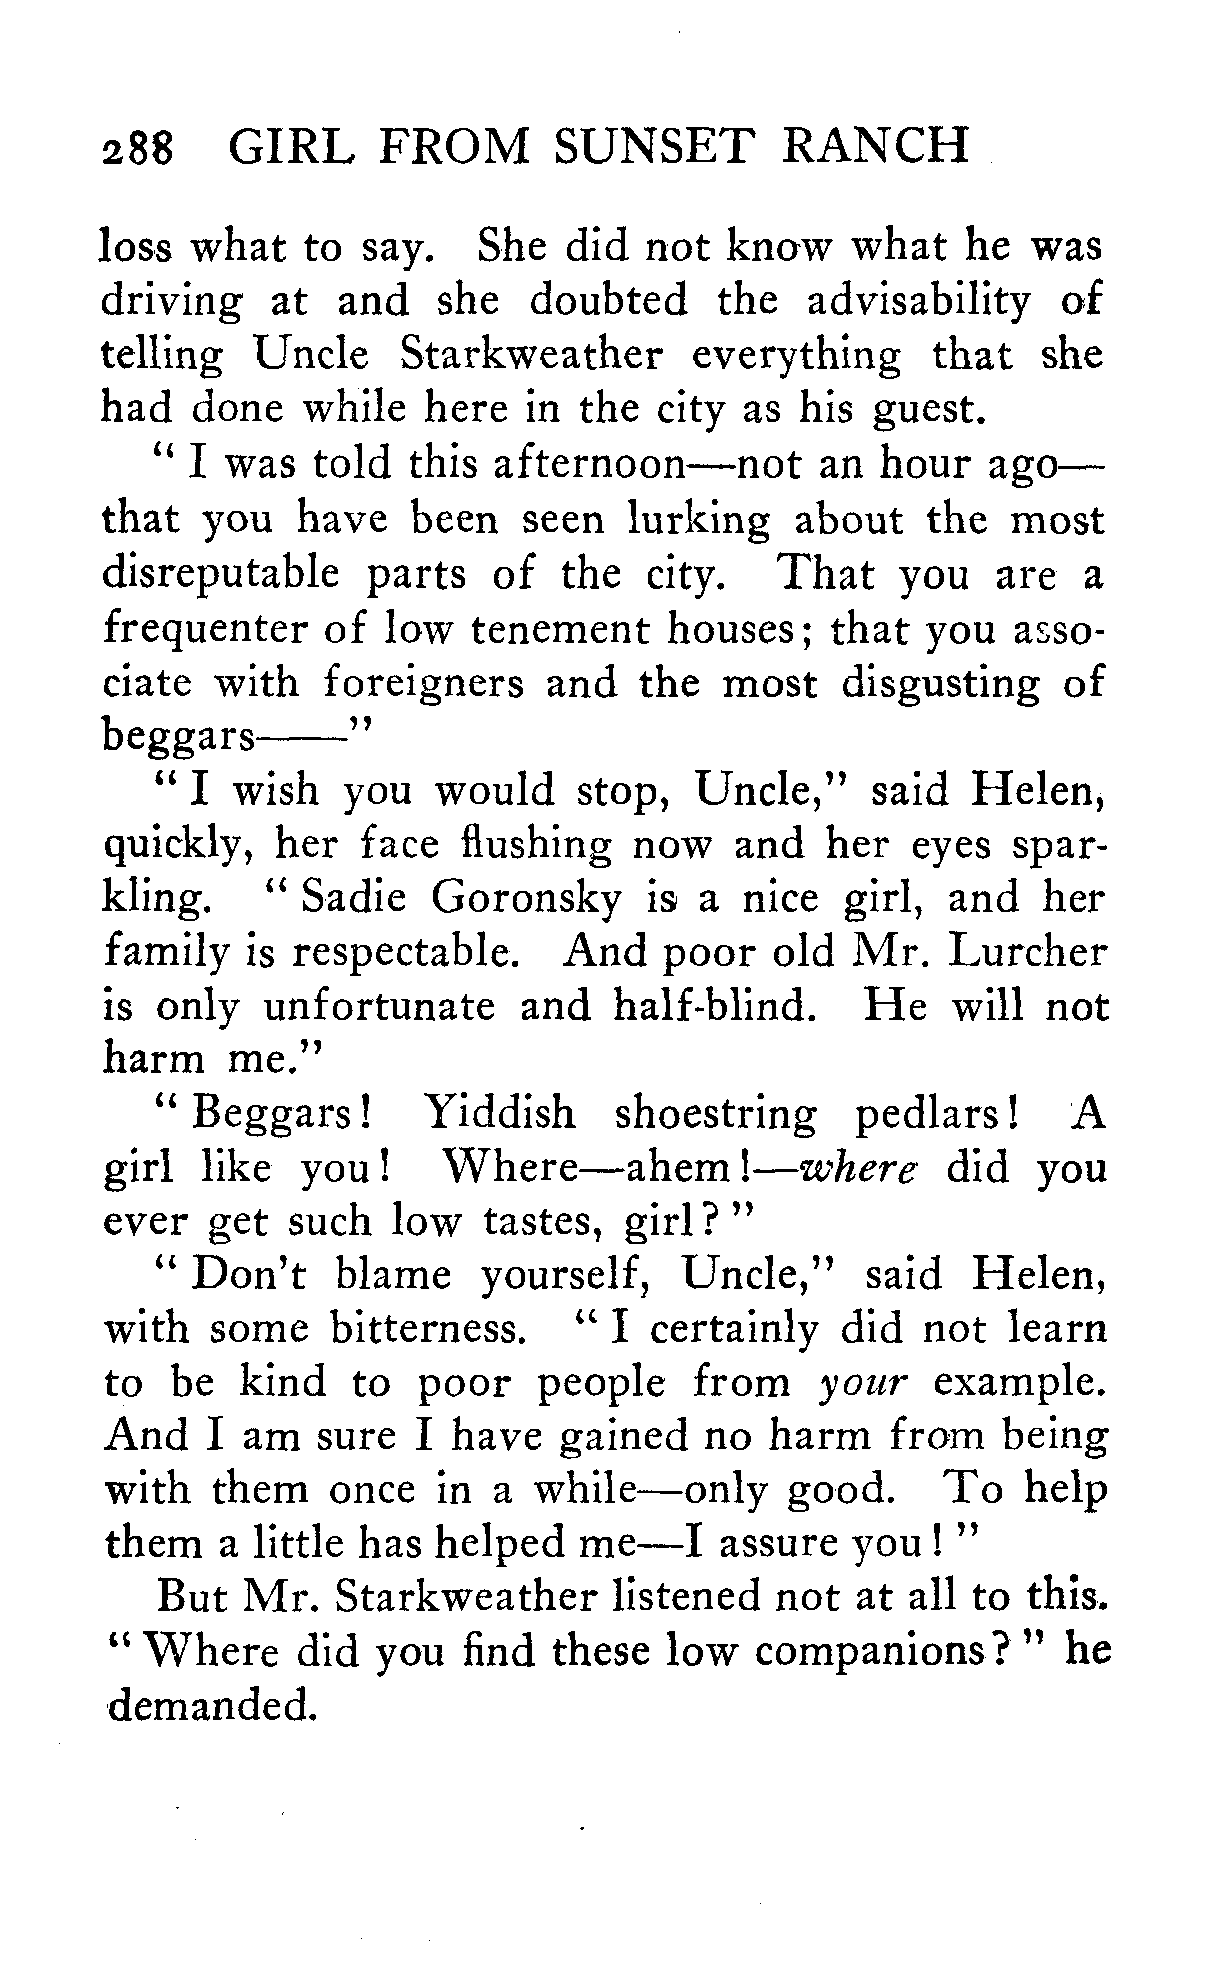 288 GIRL FROM SUNSET RANCH
loss what to say. She did not know what he was
driving at and she doubted the advisability of
telling Uncle Starkweather everything that she
had done while here in the city as his guest.
“ I was told this afternoon—not an hour ago—
that you have been seen lurking about the most
disreputable parts of the city. That you are a
frequenter of low tenement houses; that you asso-
ciate with foreigners and the most disgusting of
beggars——”
“ I wish you would stop, Uncle,” said Helen,
quickly, her face flushing now and her eyes spar-
kling. “ Sadie Goronsky is a nice girl, and her
family is respectable. And poor old Mr. Lurcher
is only unfortunate and half-blind. He will not
harm me.”
“ Beggars! Yiddish shoestring pedlars! A
girl like you! Where—ahem!—where did you
ever get such low tastes, girl? ”
“ Don’t blame yourself, Uncle,” said Helen,
with some bitterness. “ I certainly did not learn
to be kind to poor people from your example.
And I am sure I have gained no harm from being
with them once in a while—only good. To help
them a little has helped me—I assure you! ”
But Mr. Starkweather listened not at all to this.
“ Where did you find these low companions? ” he
demanded.